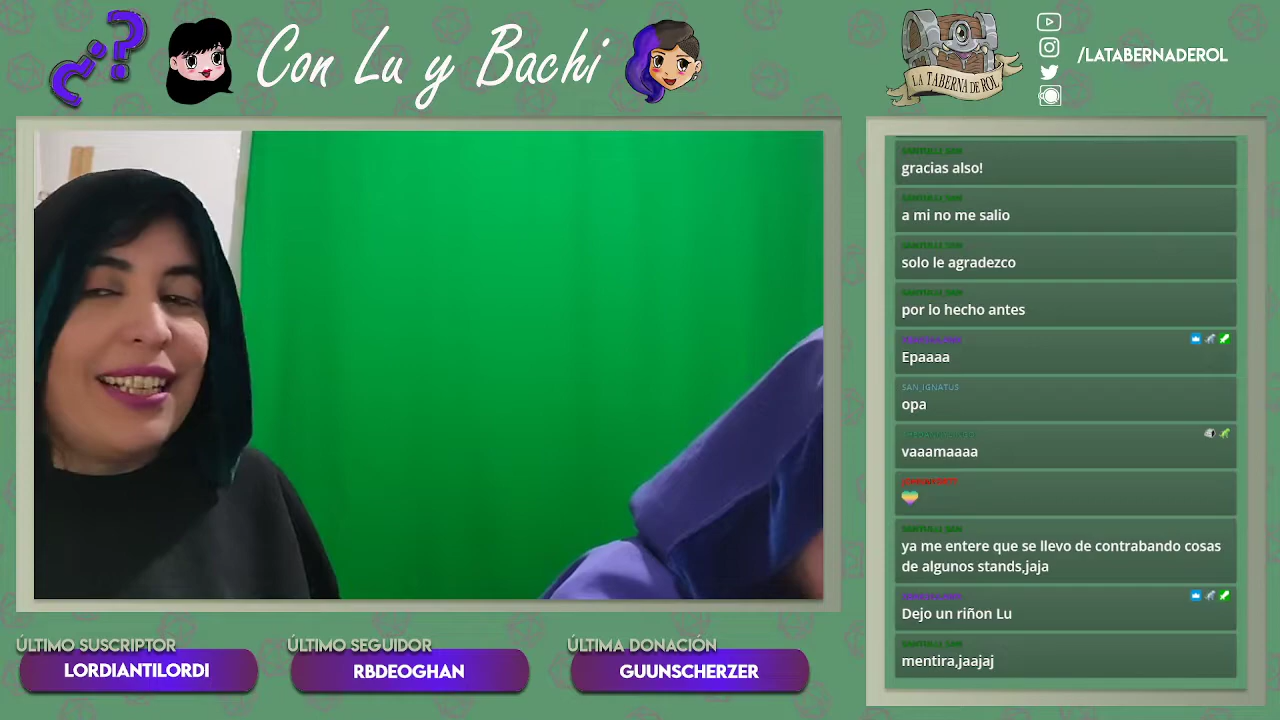 ¿?
Con Lu y Bachi
LA TABERNA DE ROL
/LATABERNADEROL
gracias also!
a mi no me salio
solo le agradezco
por lo hecho antes
Epaaaa
SAN_IGNATUS
opa
vaaamaaaa
ya me entere que se llevo de contrabando cosas
de algunos stands,jaja
Dejo un riñon Lu
mentira,jaajaj
ÚLTIMO SUSCRIPTOR
LORDIANTILORDI
ÚLTIMO SEGUIDOR
RBDEOGHAN
ÚLTIMA DONACIÓN
GUUNSCHERZER